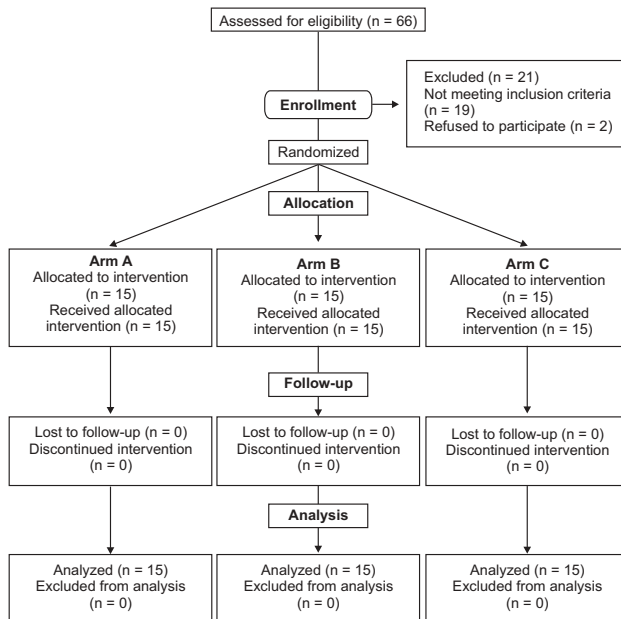 Assessed for eligibility (n = 66)
Excluded (n = 21)
Not meeting inclusion criteria
(n = 19)
Refused to participate (n = 2)
Enrollment
Randomized
Allocation
Arm A
Allocated to intervention
(n = 15)
Received allocated
intervention (n = 15)
Arm B
Allocated to intervention
(n = 15)
Received allocated
intervention (n = 15)
Arm C
Allocated to intervention
(n = 15)
Received allocated
intervention (n = 15)
Follow-up
Lost to follow-up (n = 0)
Discontinued intervention
(n = 0)
Lost to follow-up (n = 0)
Discontinued intervention
(n = 0)
Lost to follow-up (n = 0)
Discontinued intervention
(n = 0)
Analysis
Analyzed (n = 15)
Excluded from analysis
(n = 0)
Analyzed (n = 15)
Excluded from analysis
(n = 0)
Analyzed (n = 15)
Excluded from analysis
(n = 0)